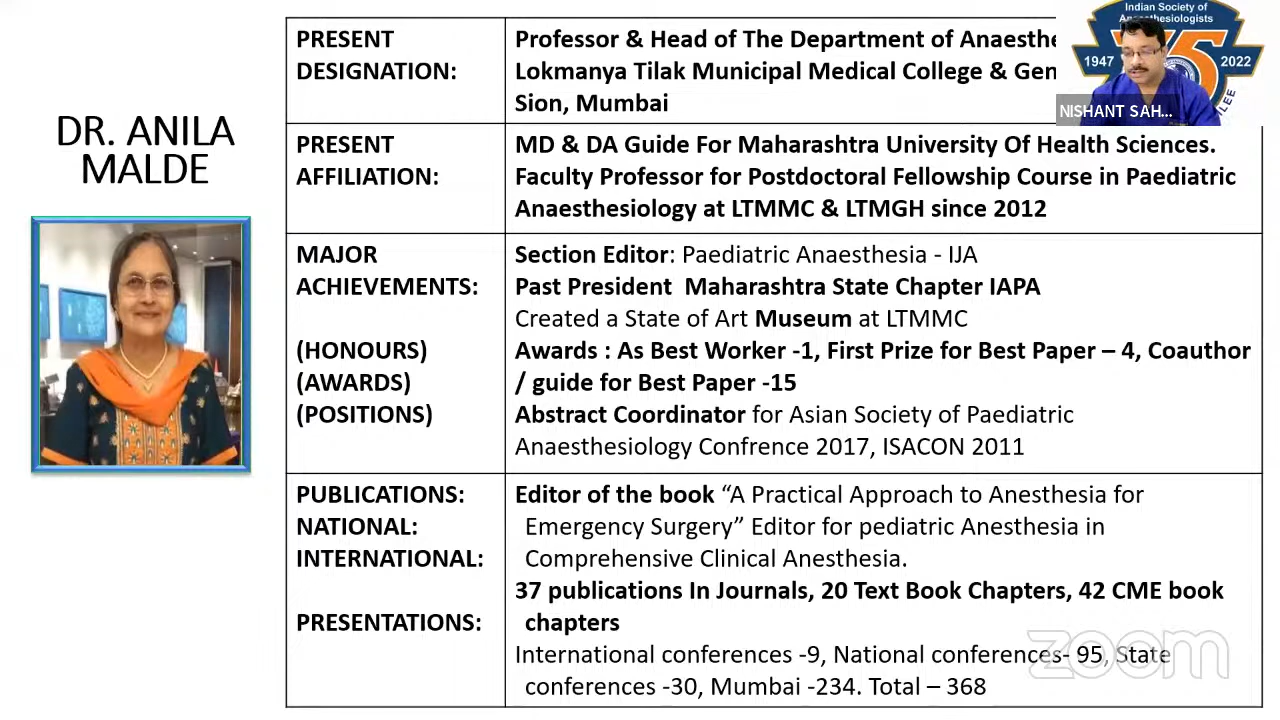 DR. ANILA
MALDE
PRESENT
DESIGNATION:
Professor & Head of The Department of
Lokmanya Tilak Municipal Medical College &
Sion, Mumbai
PRESENT
AFFILIATION:
MD & DA Guide For Maharashtra University Of Health Sciences.
Faculty Professor for Postdoctoral Fellowship Course in Paediatric
Anaesthesiology at LTMMC & LTMGH since 2012
MAJOR
ACHIEVEMENTS:
(HONOURS)
(AWARDS)
(POSITIONS)
Section Editor: Paediatric Anaesthesia - IJA
Past President Maharashtra State Chapter IAPA
Created a State of Art Museum at LTMMC
Awards : As Best Worker -1, First Prize for Best Paper – 4, Coauthor
/ guide for Best Paper -15
Abstract Coordinator for Asian Society of Paediatric
Anaesthesiology Confrence 2017, ISACON 2011
PUBLICATIONS:
NATIONAL:
INTERNATIONAL:
PRESENTATIONS:
Editor of the book “A Practical Approach to Anesthesia for
Emergency Surgery” Editor for pediatric Anesthesia in
Comprehensive Clinical Anesthesia.
37 publications In Journals, 20 Text Book Chapters, 42 CME book
chapters
International conferences -9, National conferences- 95, State
conferences -30, Mumbai -234. Total – 368
Indian Society of
Anaesthesiologists
1947
75
2022
NISHANT SAH...
zoom